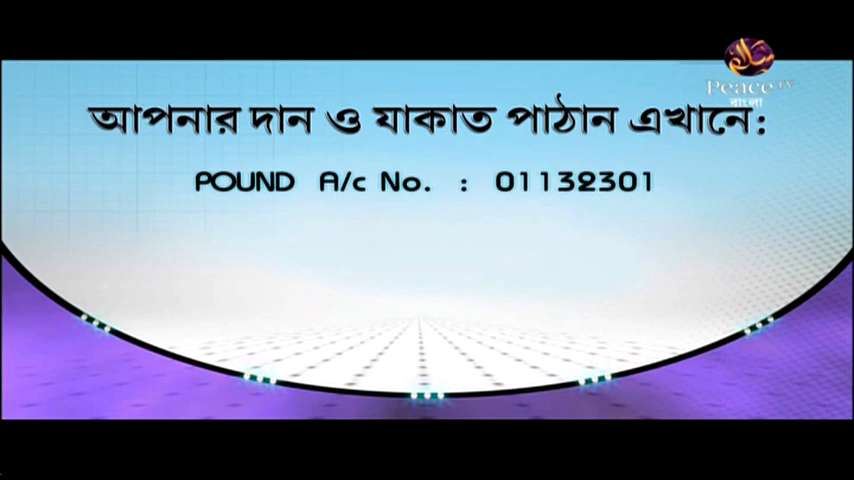 Peace TV
বাংলা
আপনার দান ও যাকাত পাঠান এখানে:
POUND A/c No. : 01132301